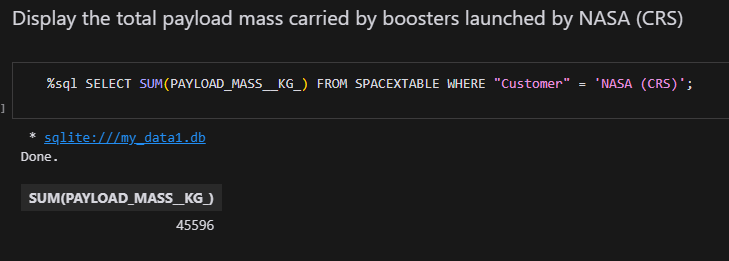 Display the total payload mass carried by boosters launched by NASA (CRS)
%sql SELECT SUM(PAYLOAD_MASS__KG_) FROM SPACEXTABLE WHERE "Customer" = 'NASA (CRS)';
]
* sqlite:///my_data1.db
Done.
SUM(PAYLOAD_MASS__KG_)
45596